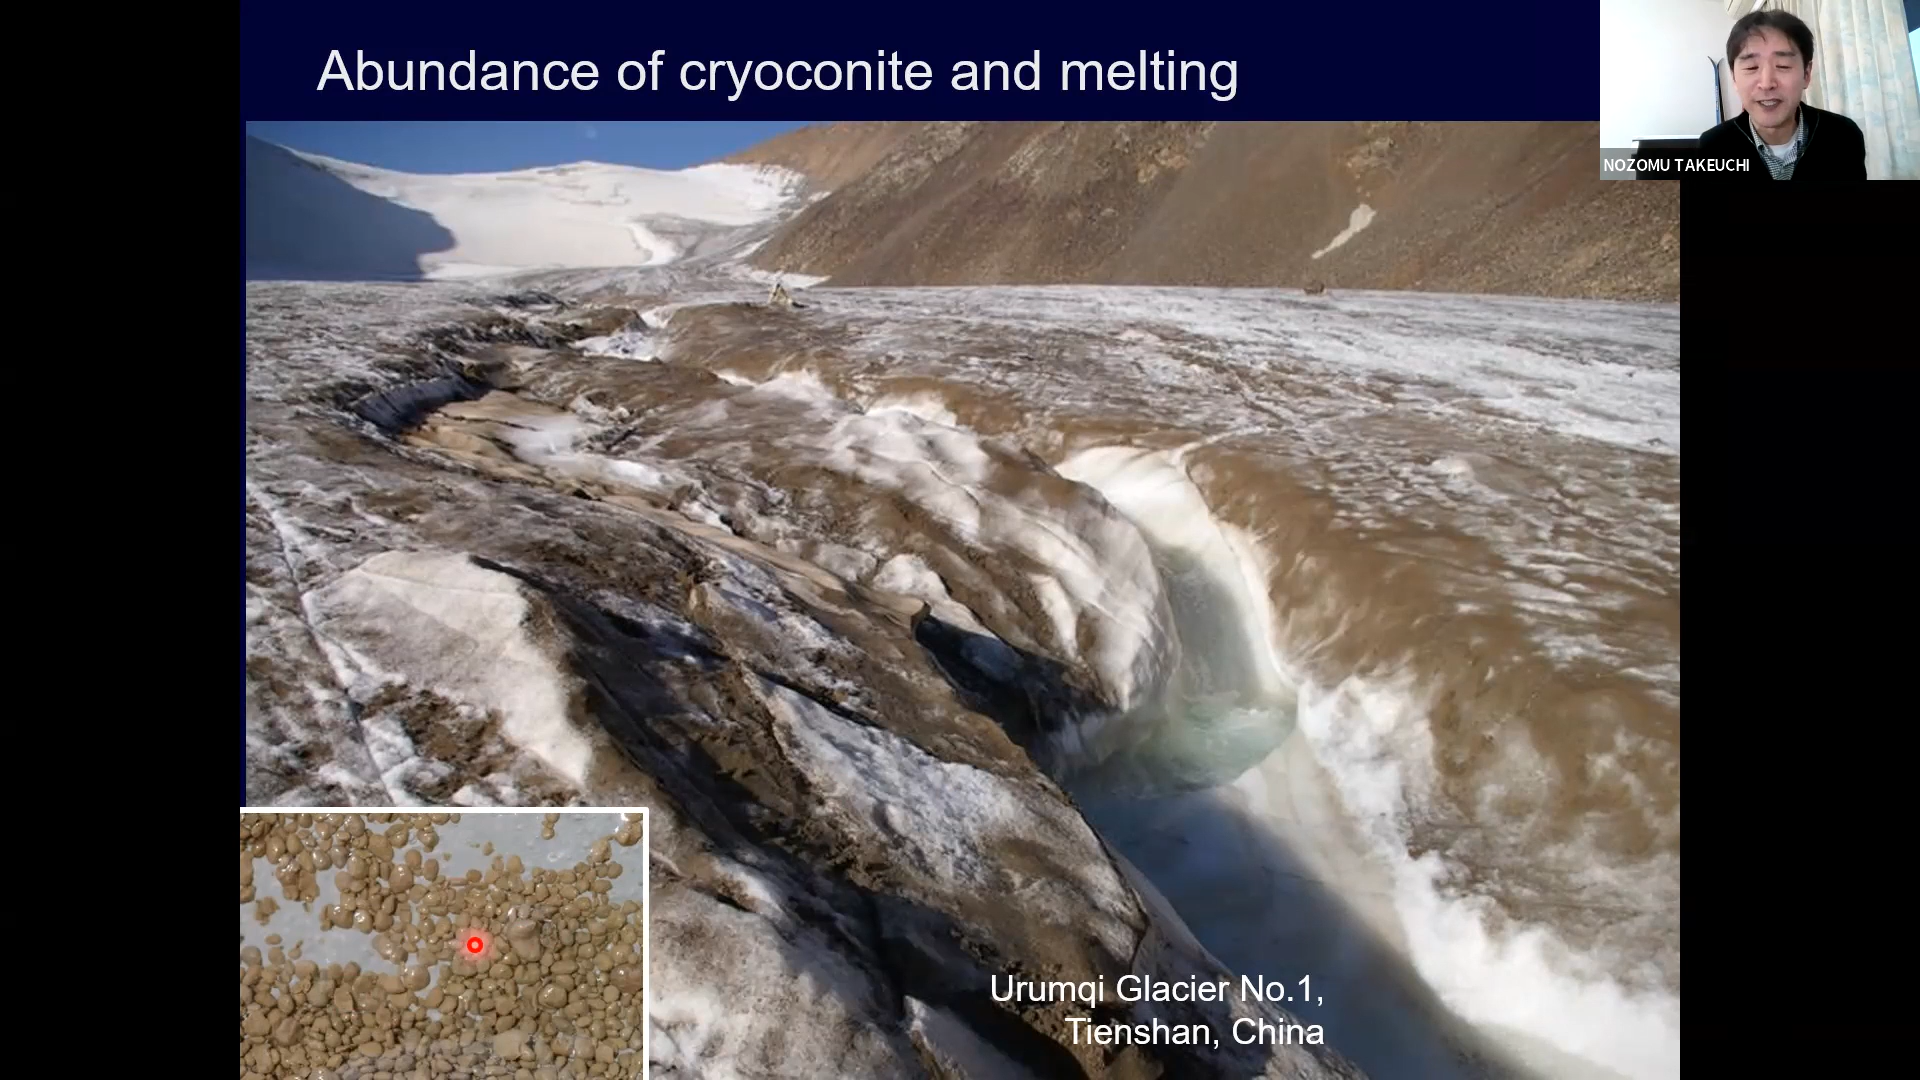 Abundance of cryoconite and melting
NOZOMU TAKEUCHI
Urumqi Glacier No.1,
Tienshan, China